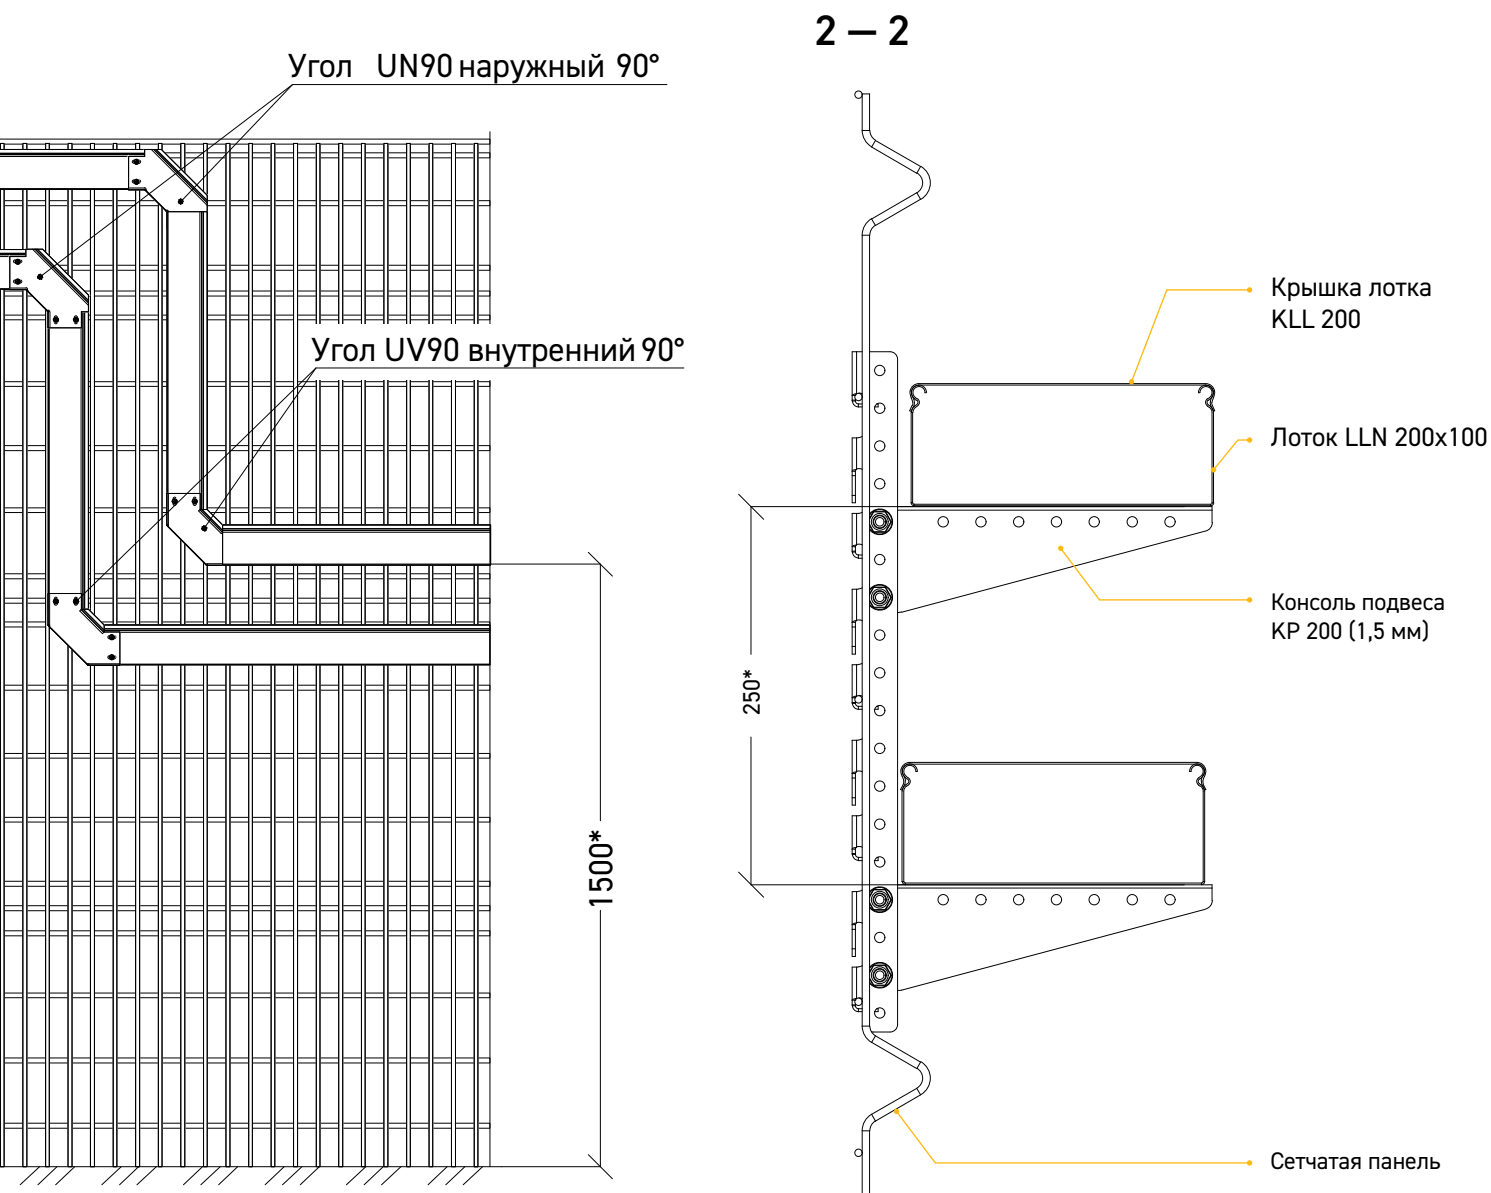 2 — 2
Угол UN90 наружный 90°
Крышка лотка
KLL 200
Угол UV90 внутренний 90°
Лоток LLN 200x100
Консоль подвеса
KP 200 (1,5 мм)
250*
1500*
Сетчатая панель